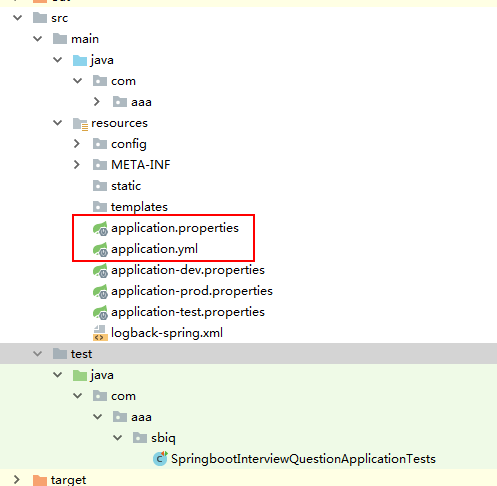 src
main
java
com
aaa
resources
config
META-INF
static
templates
application.properties
application.yml
application-dev.properties
application-prod.properties
application-test.properties
logback-spring.xml
test
java
com
aaa
sbiq
SpringbootInterviewQuestionApplicationTests
target